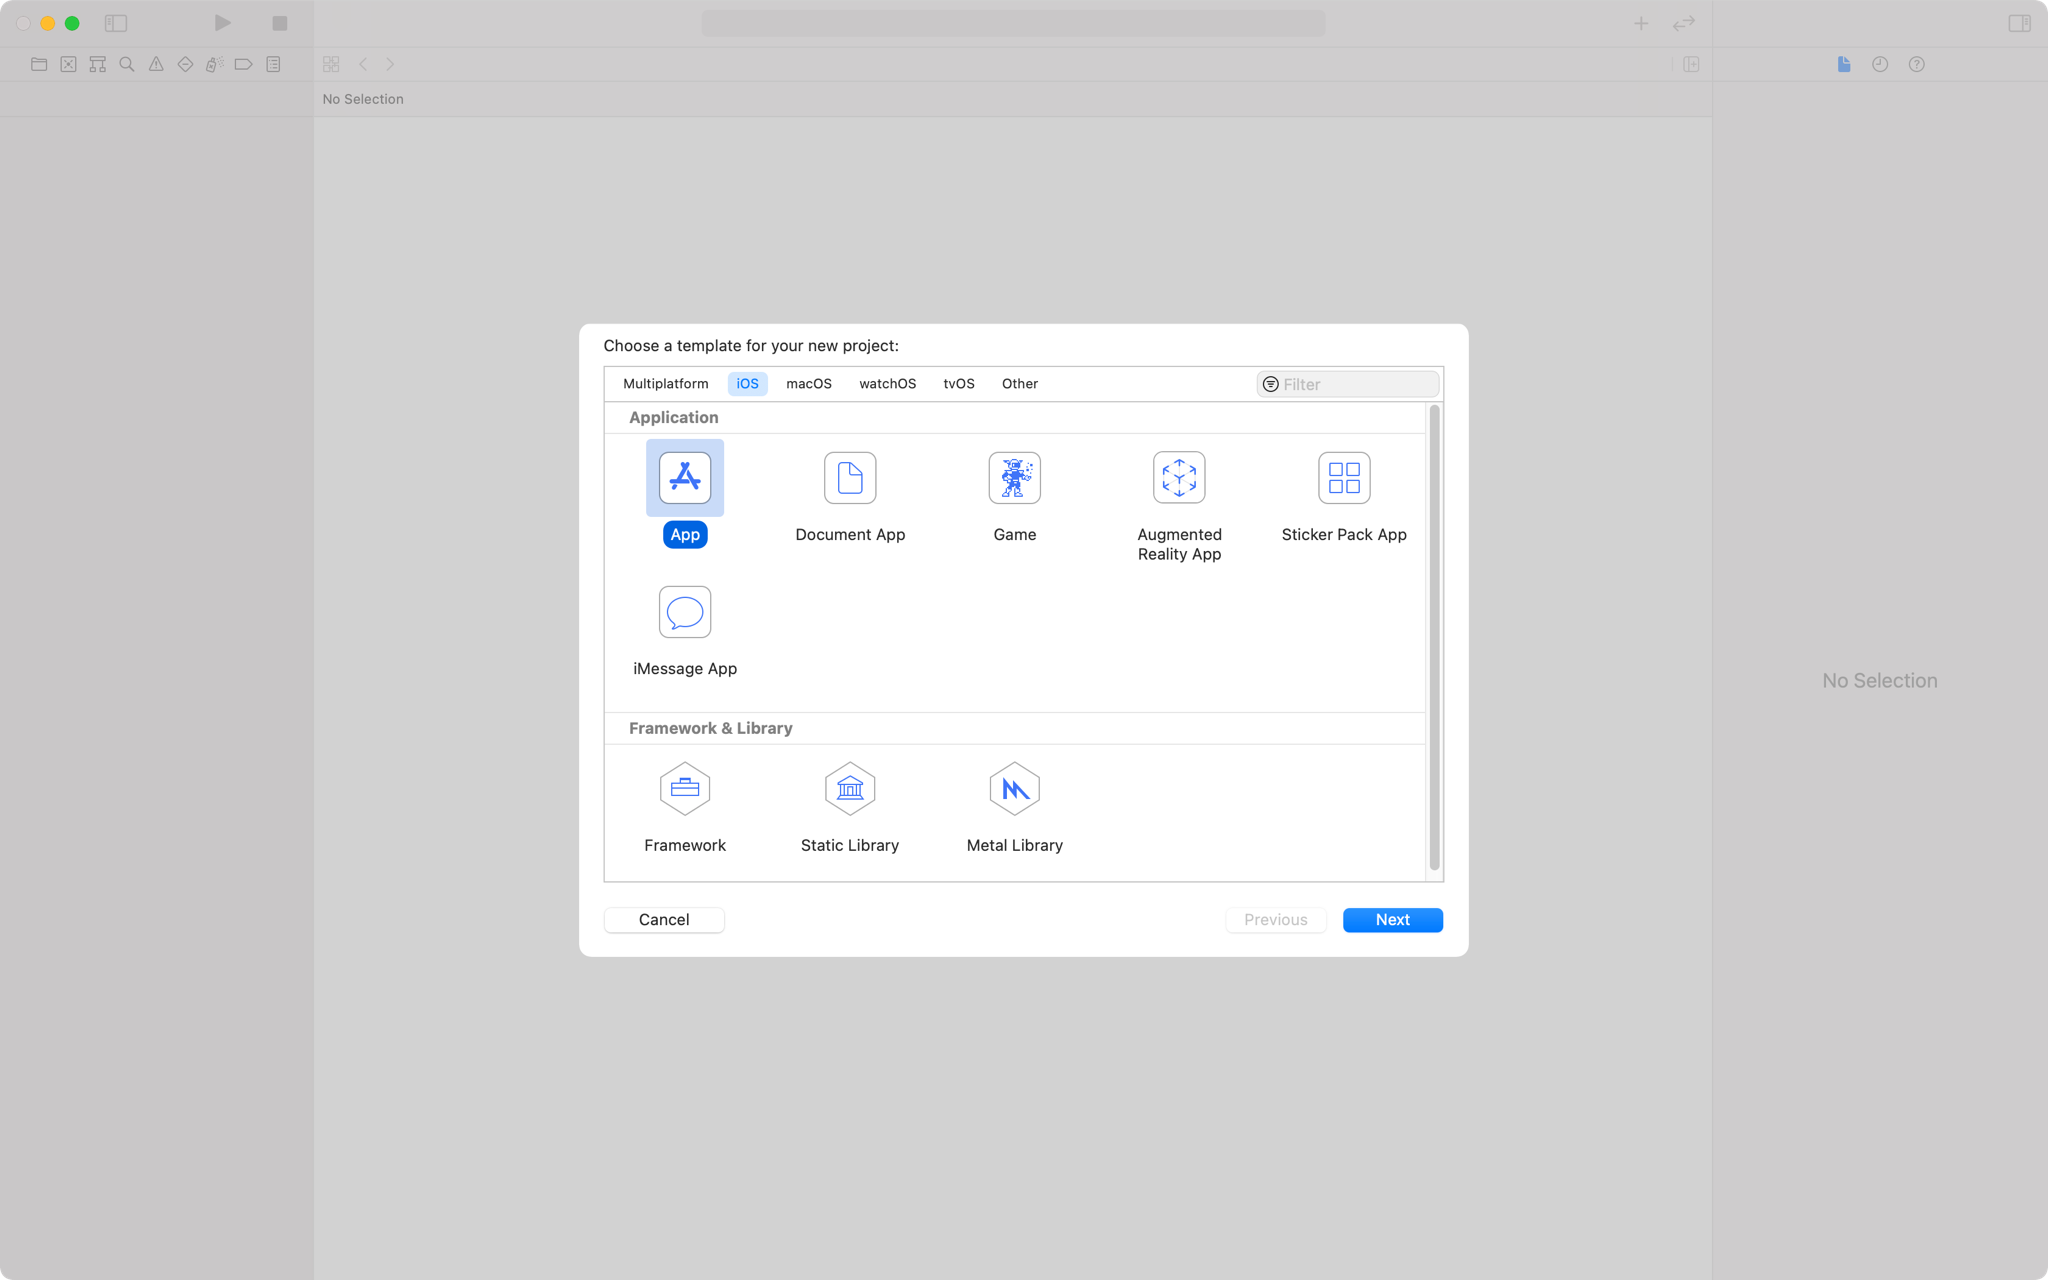 No Selection
Choose a template for your new project:
Multiplatform iOS macOS watchOS tvOS Other Filter
Application
App Document App Game Augmented Reality App Sticker Pack App
iMessage App
No Selection
Framework & Library
Framework Static Library Metal Library
Cancel Previous Next